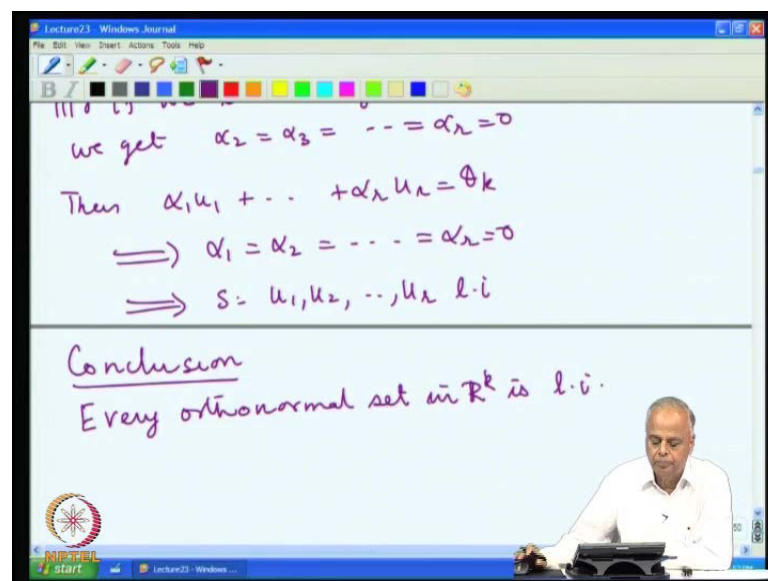 Lecture23 - Windows Journal
File Edit View Insert Actions Tools Help
B I
we get α₂ = α₃ = -- = αᵣ = 0
Then α₁u₁ + .. + αᵣuᵣ = θₖ
⟹ α₁ = α₂ = ---- = αᵣ = 0
⟹ S: u₁, u₂, .., uᵣ l.i
Conclusion
Every orthonormal set in ℝᵏ is l.i.
50
NPTEL
start Lecture23 - Windows ...